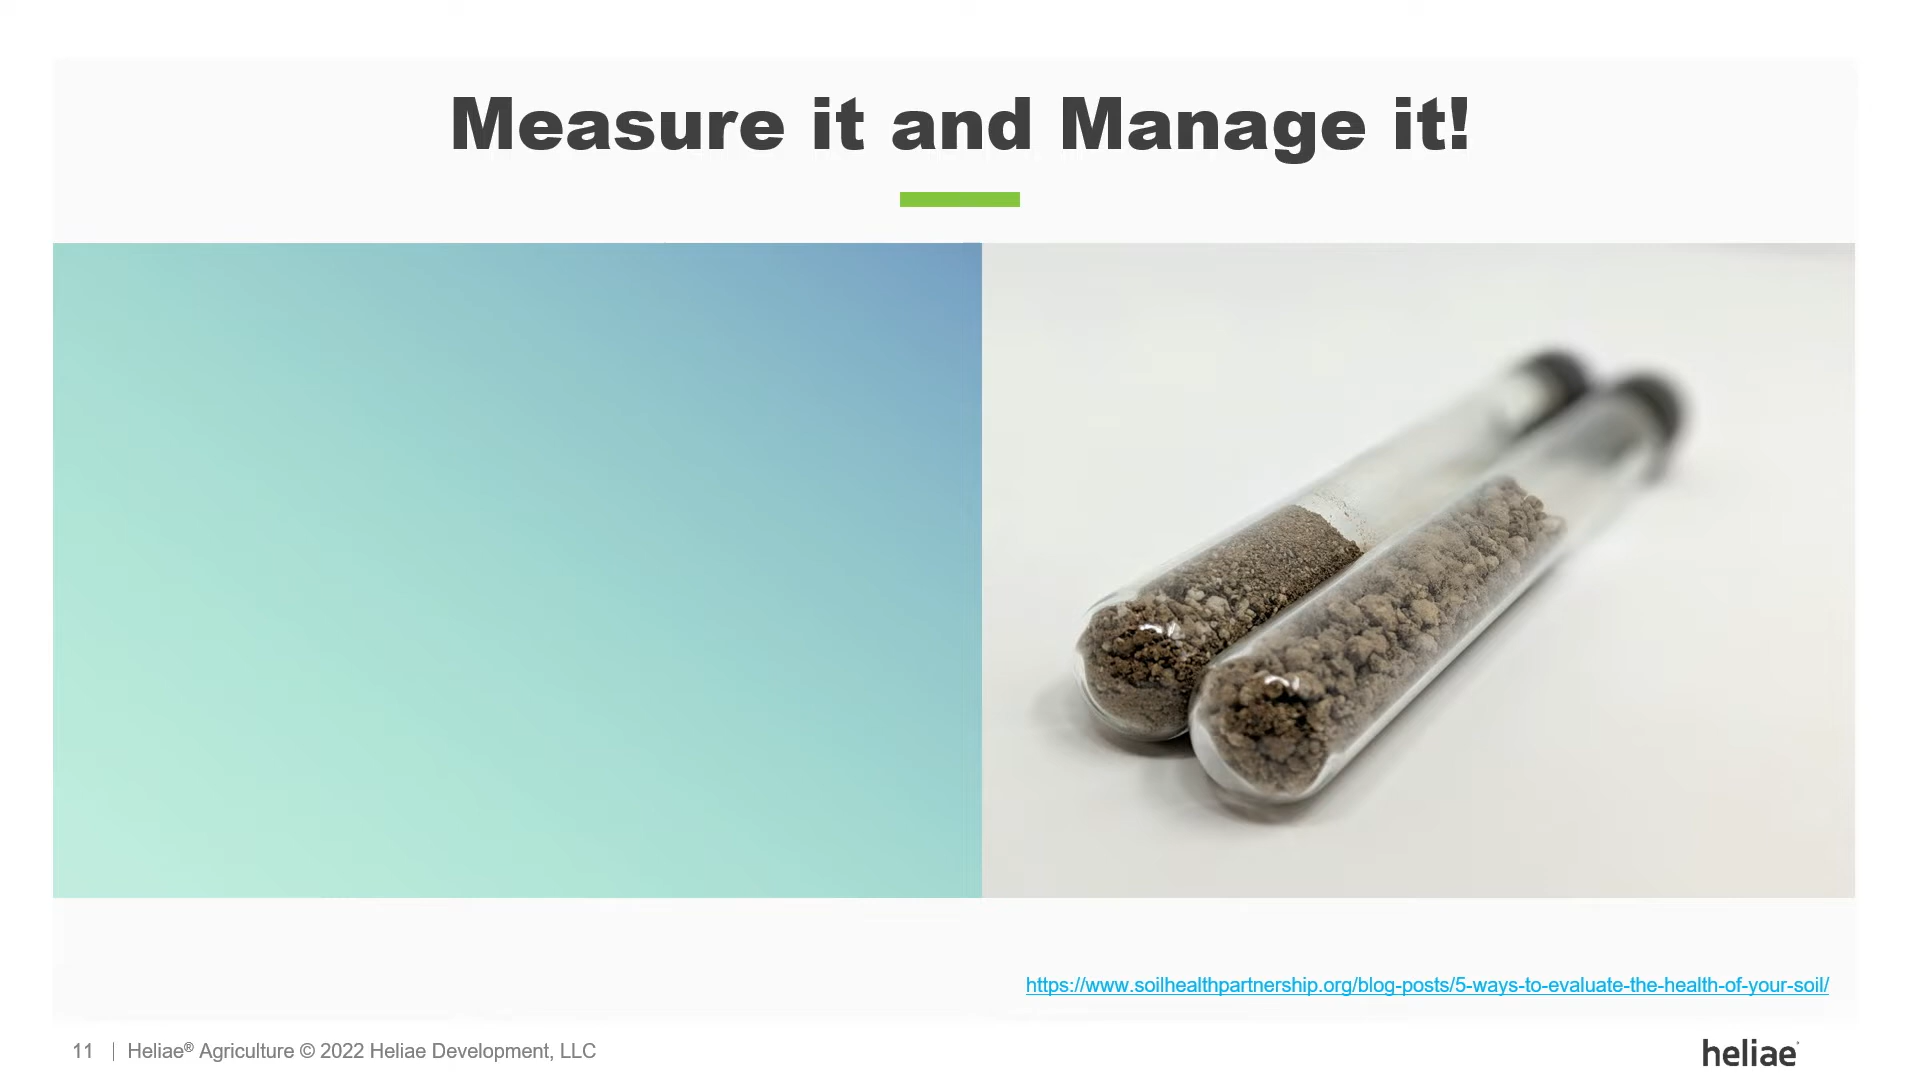 Measure it and Manage it!
https://www.soilhealthpartnership.org/blog-posts/5-ways-to-evaluate-the-health-of-your-soil/
11 | Heliae® Agriculture © 2022 Heliae Development, LLC
heliae